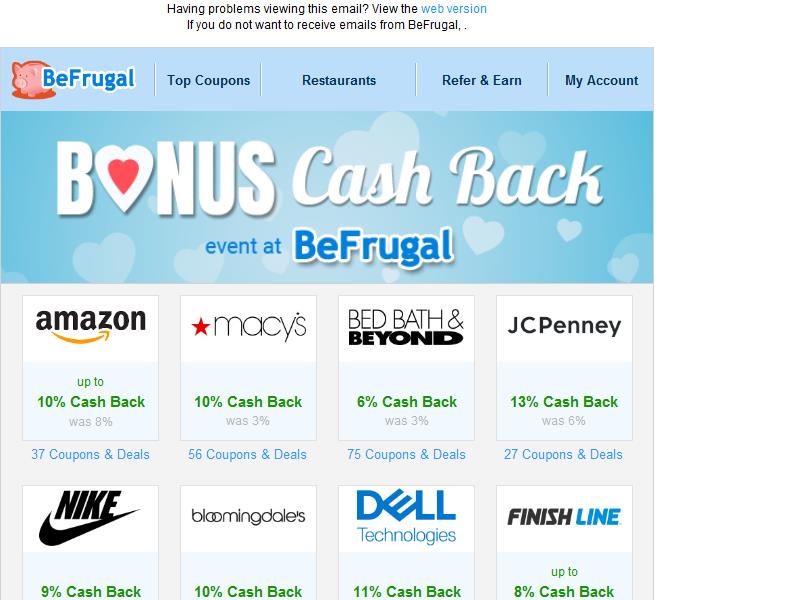 Having problems viewing this email? View the web version
If you do not want to receive emails from BeFrugal, .
BeFrugal
Top Coupons
Restaurants
Refer & Earn
My Account
BONUS Cash Back
event at BeFrugal
amazon
macy's
BED BATH &
BEYOND
JCPenney
up to
10% Cash Back
was 8%
10% Cash Back
was 3%
6% Cash Back
was 3%
13% Cash Back
was 6%
37 Coupons & Deals
56 Coupons & Deals
75 Coupons & Deals
27 Coupons & Deals
NIKE
bloomingdale's
DELL
Technologies
FINISH LINE
9% Cash Back
10% Cash Back
11% Cash Back
up to
8% Cash Back